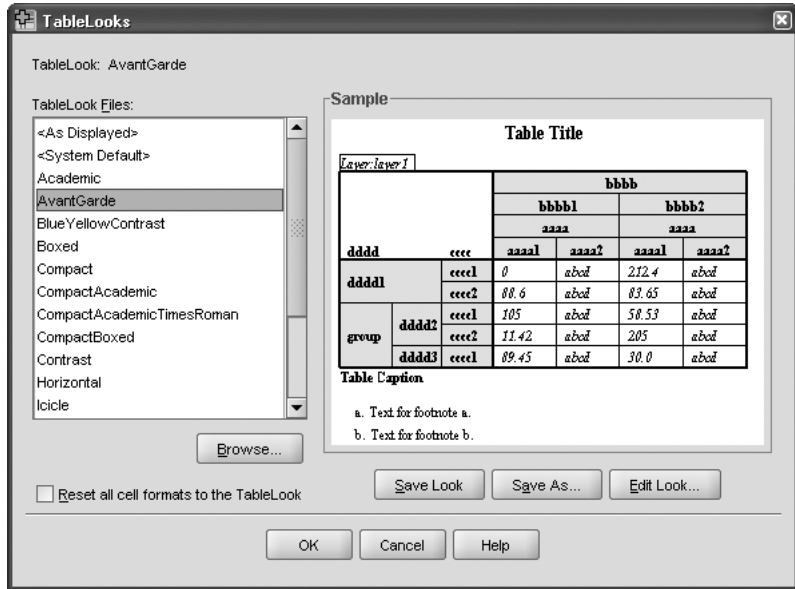 TableLooks
TableLook: AvantGarde
TableLook Files:
<As Displayed>
<System Default>
Academic
AvantGarde
BlueYellowContrast
Boxed
Compact
CompactAcademic
CompactAcademicTimesRoman
CompactBoxed
Contrast
Horizontal
Icicle
Browse...
Reset all cell formats to the TableLook
Sample
Table Title
Layer:layer1
bbbb
bbbb1 bbbb2
aaaa aaaa
dddd cccc aaaa1 aaaa2 aaaa1 aaaa2
dddd1 cccc1 0 abcd 212.4 abcd
cccc2 88.6 abcd 83.65 abcd
group dddd2 cccc1 105 abcd 58.53 abcd
cccc2 11.42 abcd 205 abcd
dddd3 cccc1 89.45 abcd 30.0 abcd
Table Caption
a. Text for footnote a.
b. Text for footnote b.
Save Look Save As... Edit Look...
OK Cancel Help